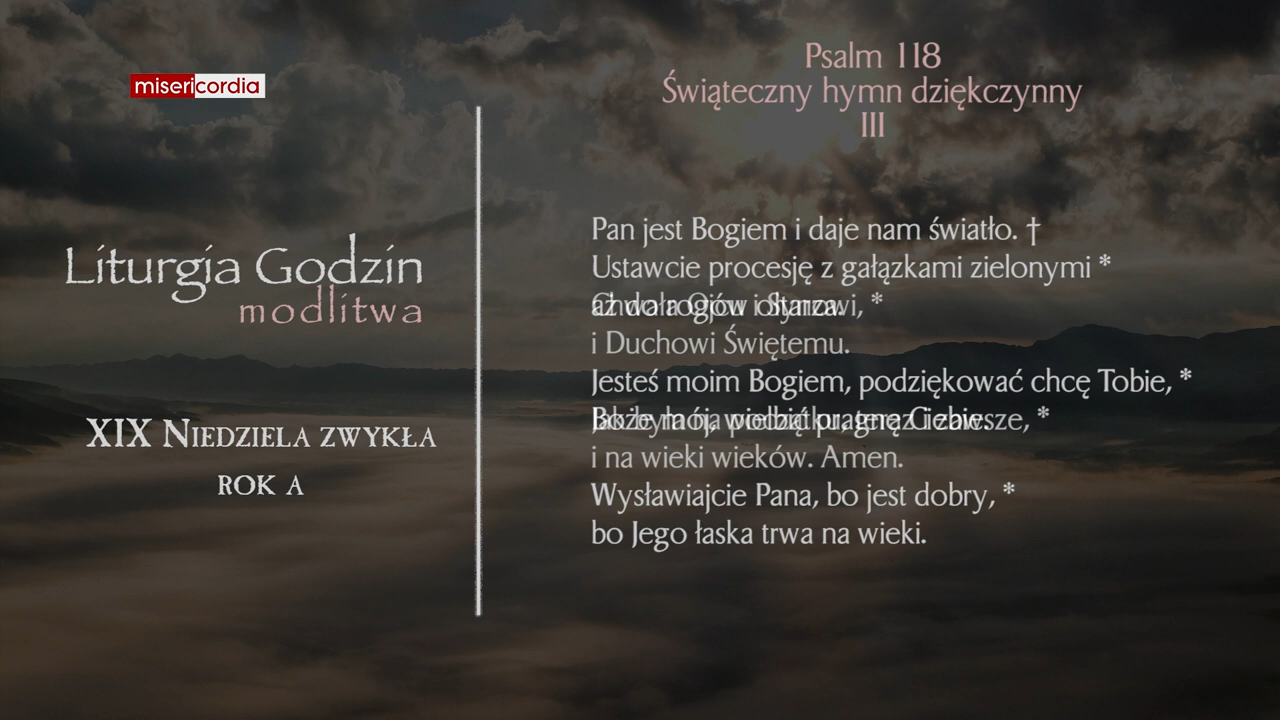 misericordia
Liturgia Godzin
modlitwa
XIX Niedziela zwykła
rok A
Psalm 118
Świąteczny hymn dziękczynny
III
Pan jest Bogiem i daje nam światło. †
Ustawcie procesję z gałązkami zielonymi *
i Duchowi Świętemu.
Jesteś moim Bogiem, podziękować chcę Tobie, *
i na wieki wieków. Amen.
Wysławiajcie Pana, bo jest dobry, *
bo Jego łaska trwa na wieki.